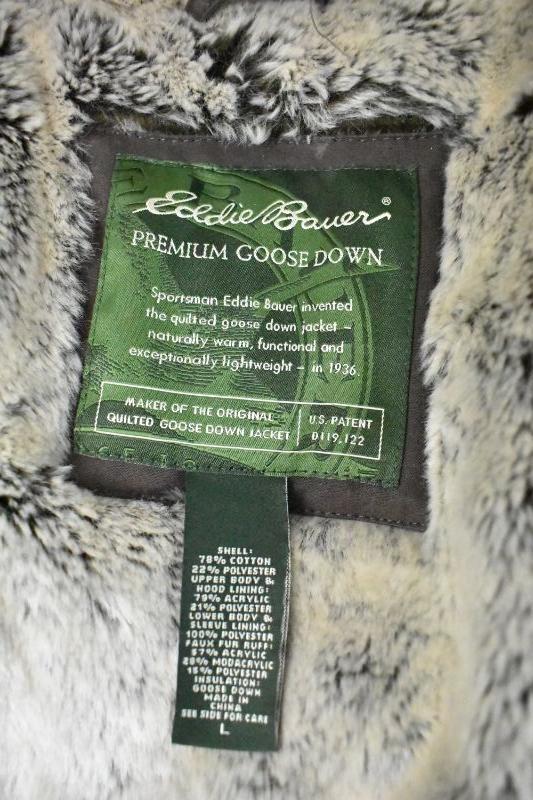 Eddie Bauer®
PREMIUM GOOSE DOWN
Sportsman Eddie Bauer invented
the quilted goose down jacket –
naturally warm, functional and
exceptionally lightweight – in 1936.
MAKER OF THE ORIGINAL
QUILTED GOOSE DOWN JACKET
U.S. PATENT
D119,122
SHELL:
78% COTTON
22% POLYESTER
UPPER BODY &
HOOD LINING:
79% ACRYLIC
21% POLYESTER
LOWER BODY &
SLEEVE LINING:
100% POLYESTER
FAUX FUR RUFF:
57% ACRYLIC
28% MODACRYLIC
15% POLYESTER
INSULATION:
GOOSE DOWN
MADE IN
CHINA
SEE SIDE FOR CARE
L